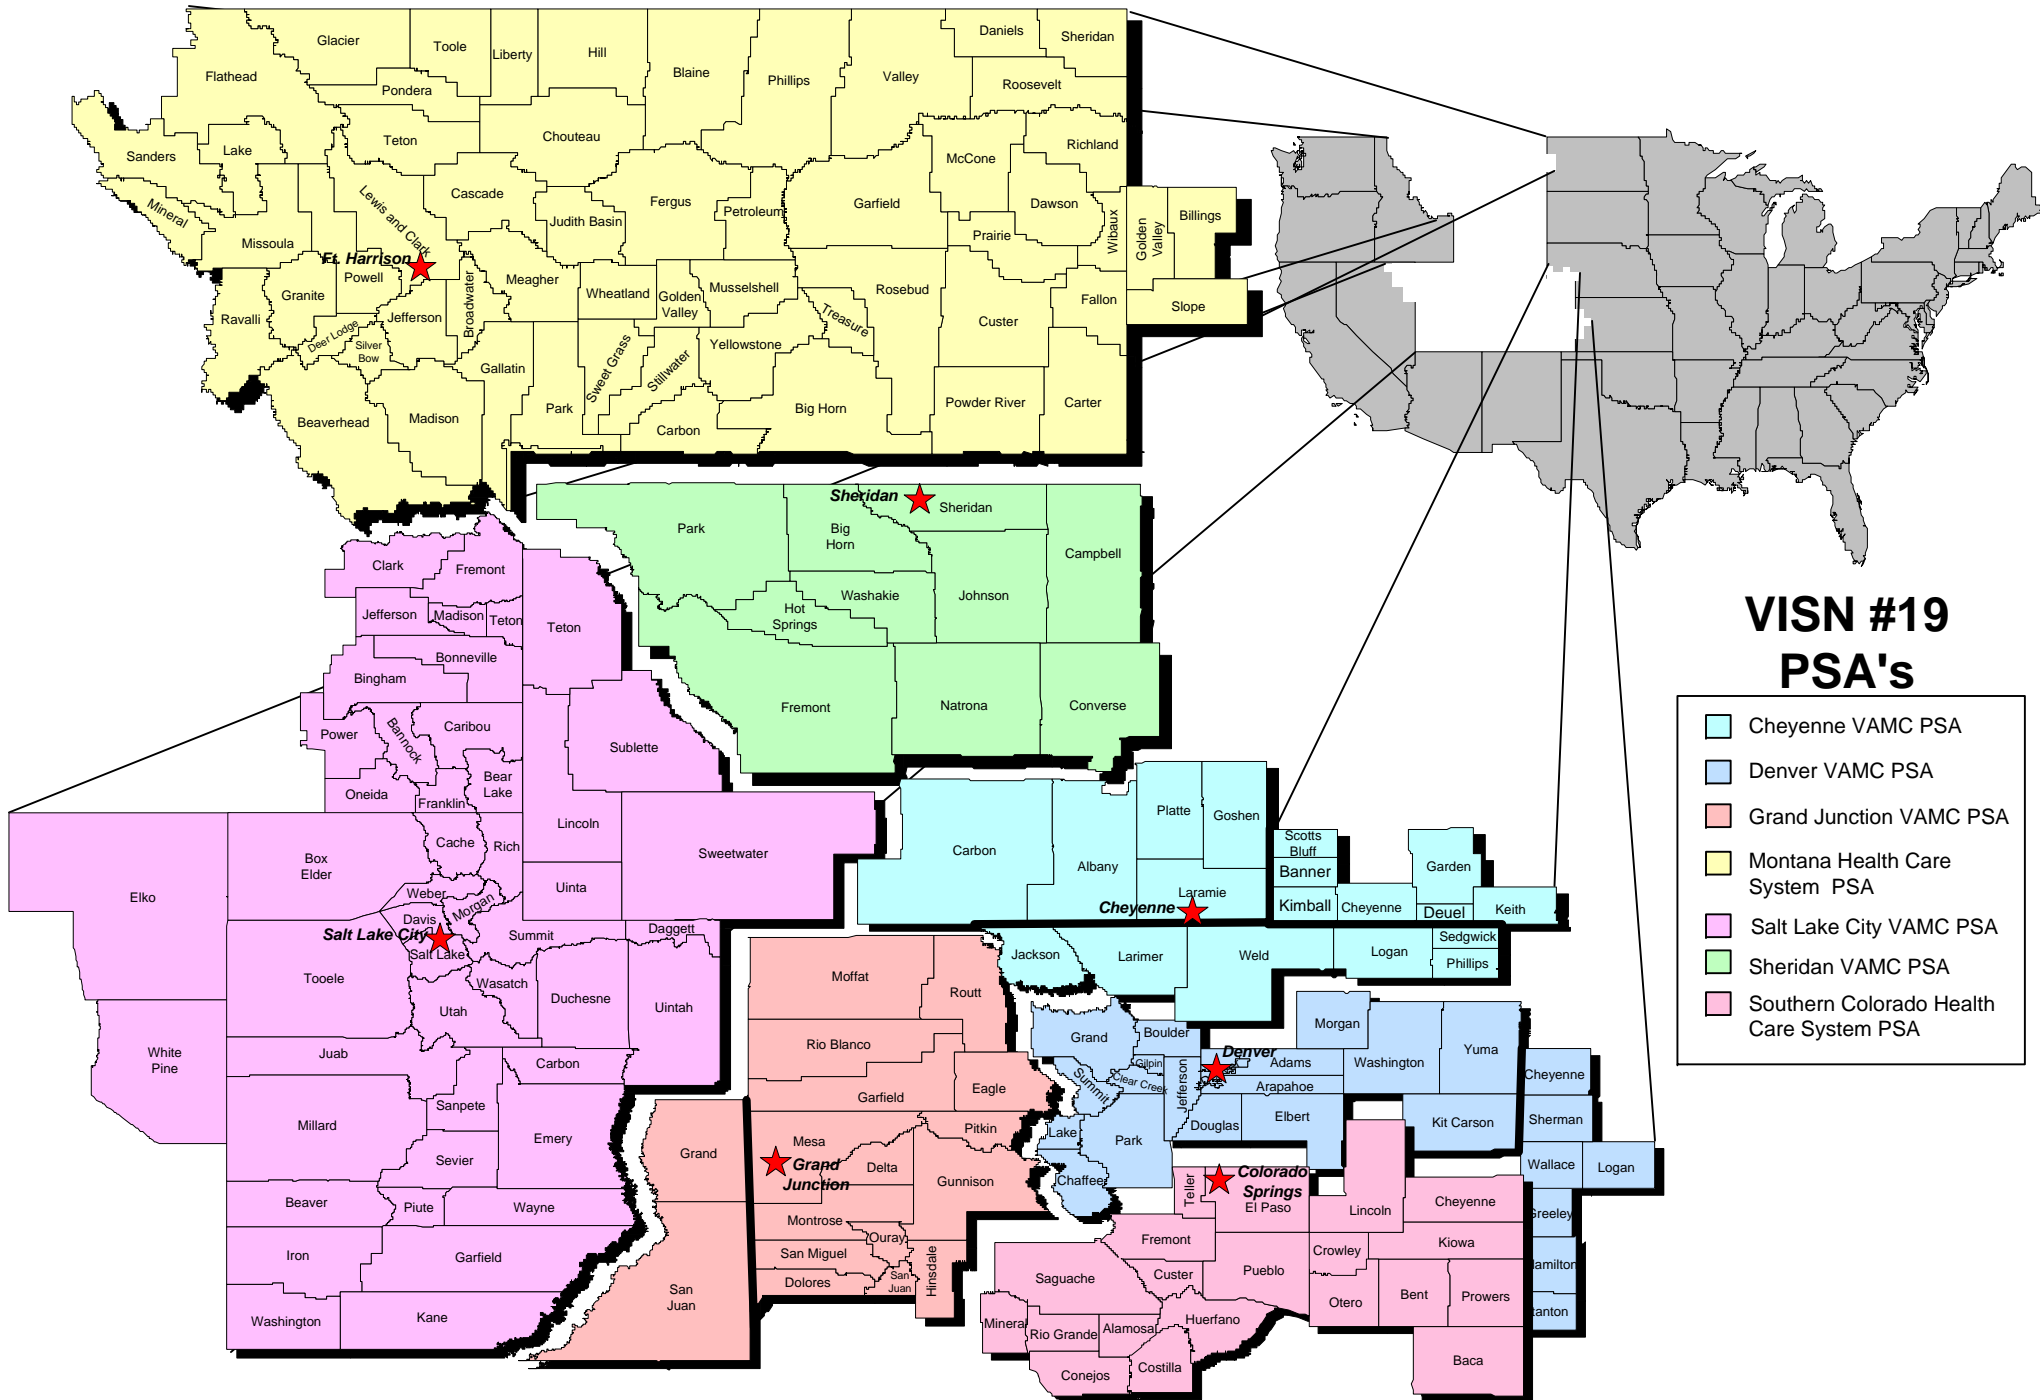 Glacier
Toole
Liberty
Hill
Blaine
Phillips
Valley
Daniels
Sheridan
Flathead
Pondera
Roosevelt
Teton
Chouteau
Richland
McCone
Sanders
Lake
Lewis and Clark
Cascade
Fergus
Petroleum
Garfield
Dawson
Mineral
Judith Basin
Wibaux
Golden
Valley
Billings
Missoula
Prairie
Ft. Harrison
Powell
Meagher
Broadwater
Wheatland
Golden
Valley
Musselshell
Rosebud
Granite
Fallon
Slope
Ravalli
Jefferson
Treasure
Custer
Deer Lodge
Silver
Bow
Yellowstone
Gallatin
Sweet Grass
Stillwater
Park
Big Horn
Powder River
Carter
Beaverhead
Madison
Carbon
Sheridan
Sheridan
Park
Big
Horn
Campbell
Clark
Fremont
Washakie
Johnson
Hot
Springs
Jefferson
Madison
Teton
Teton
Bonneville
Bingham
Fremont
Natrona
Converse
Power
Bannock
Caribou
Sublette
Bear
Lake
Oneida
Franklin
Lincoln
Cache
Rich
Sweetwater
Box
Elder
Elko
Uinta
Weber
Morgan
Davis
Salt Lake City
Salt Lake
Summit
Daggett
Tooele
Wasatch
Duchesne
Utah
Uintah
White
Pine
Juab
Carbon
Millard
Sanpete
Emery
Sevier
Beaver
Piute
Wayne
Iron
Garfield
Washington
Kane
VISN #19
PSA's
Cheyenne VAMC PSA
Denver VAMC PSA
Grand Junction VAMC PSA
Montana Health Care
System PSA
Salt Lake City VAMC PSA
Sheridan VAMC PSA
Southern Colorado Health
Care System PSA
Platte
Goshen
Carbon
Albany
Scotts
Bluff
Banner
Garden
Laramie
Cheyenne
Kimball
Cheyenne
Deuel
Keith
Jackson
Larimer
Weld
Logan
Sedgwick
Phillips
Moffat
Routt
Rio Blanco
Eagle
Garfield
Grand
Mesa
Pitkin
Grand
Junction
Delta
Gunnison
Montrose
Ouray
San Miguel
Dolores
San
Juan
Hinsdale
San
Juan
Grand
Boulder
Morgan
Washington
Yuma
Denver
Gilpin
Adams
Clear Creek
Summit
Jefferson
Arapahoe
Cheyenne
Lake
Park
Douglas
Elbert
Kit Carson
Sherman
Chaffee
Wallace
Logan
Greeley
Hamilton
anton
Colorado
Springs
Teller
El Paso
Lincoln
Cheyenne
Fremont
Crowley
Kiowa
Saguache
Custer
Pueblo
Otero
Bent
Prowers
Mineral
Rio Grande
Alamosa
Huerfano
Conejos
Costilla
Baca